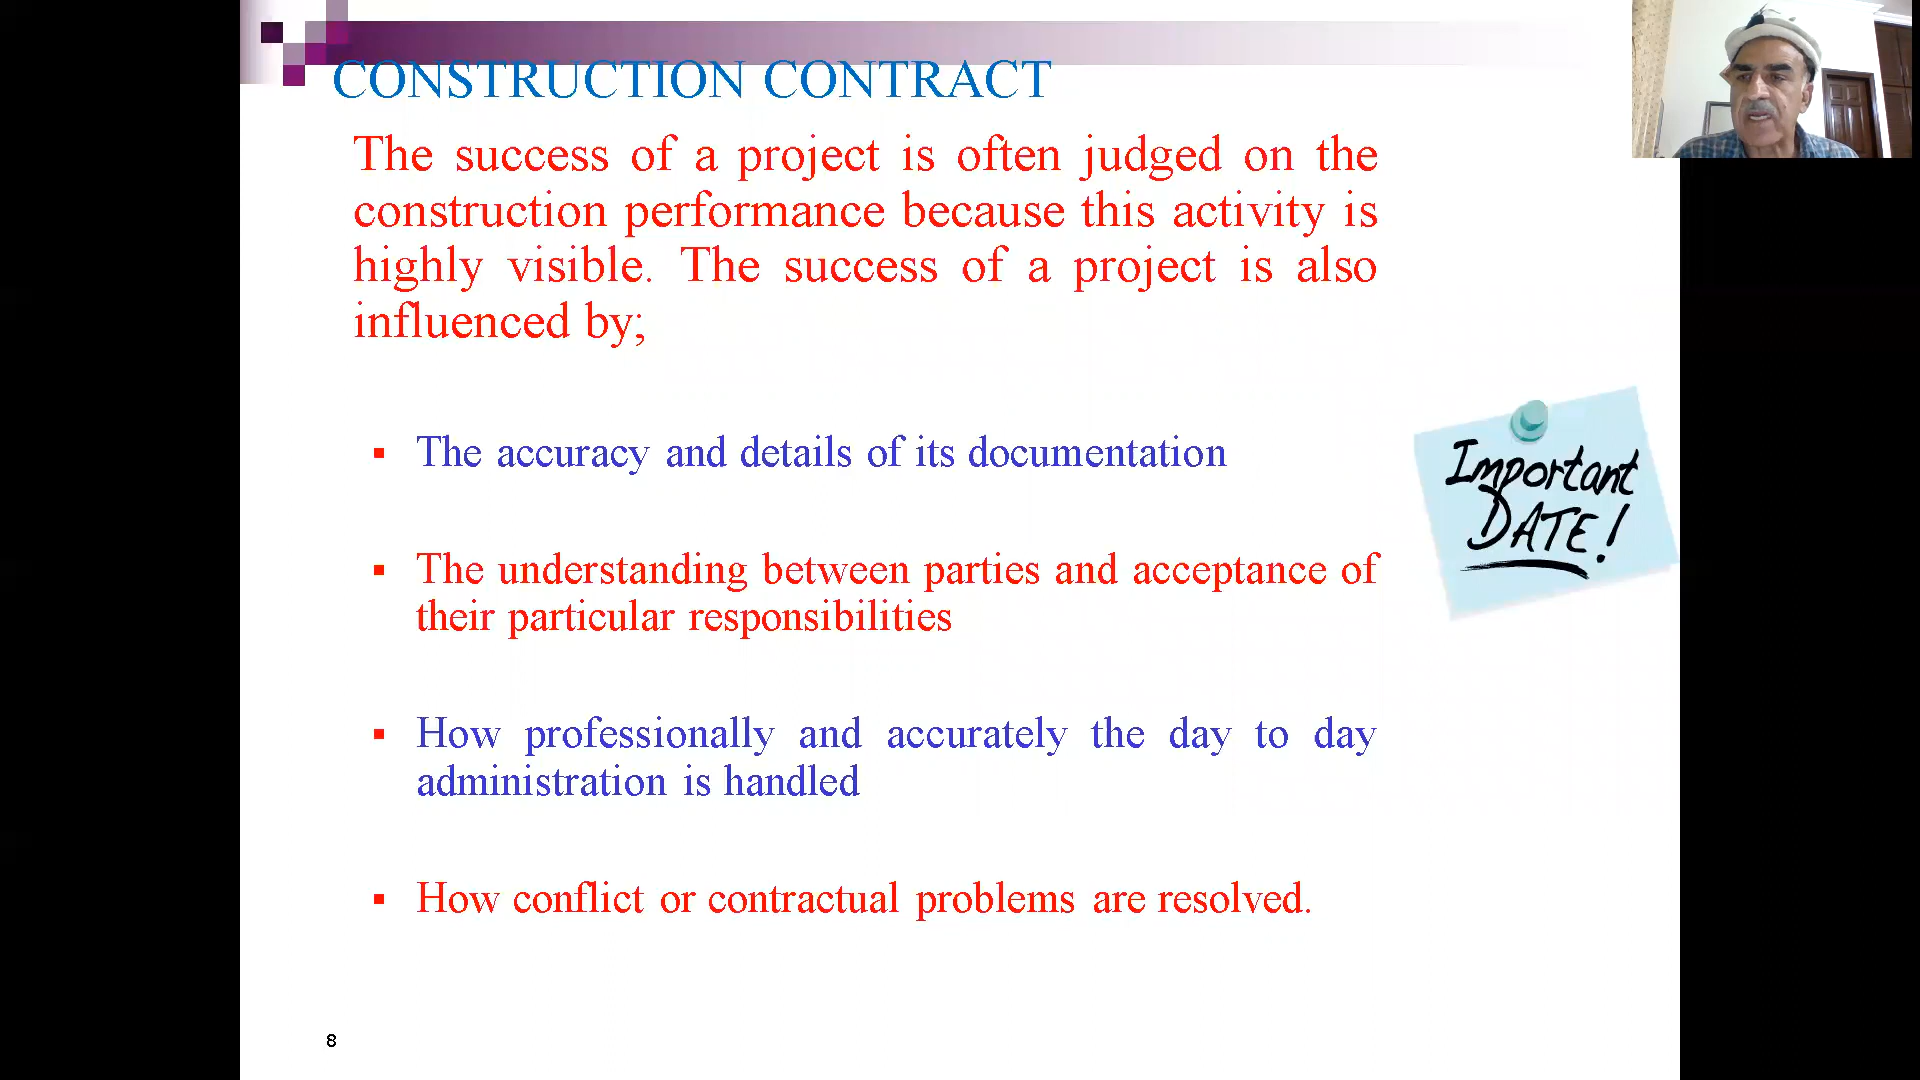 CONSTRUCTION CONTRACT
The success of a project is often judged on the
construction performance because this activity is
highly visible. The success of a project is also
influenced by;
▪ The accuracy and details of its documentation
▪ The understanding between parties and acceptance of
their particular responsibilities
▪ How professionally and accurately the day to day
administration is handled
▪ How conflict or contractual problems are resolved.
Important
DATE!
8